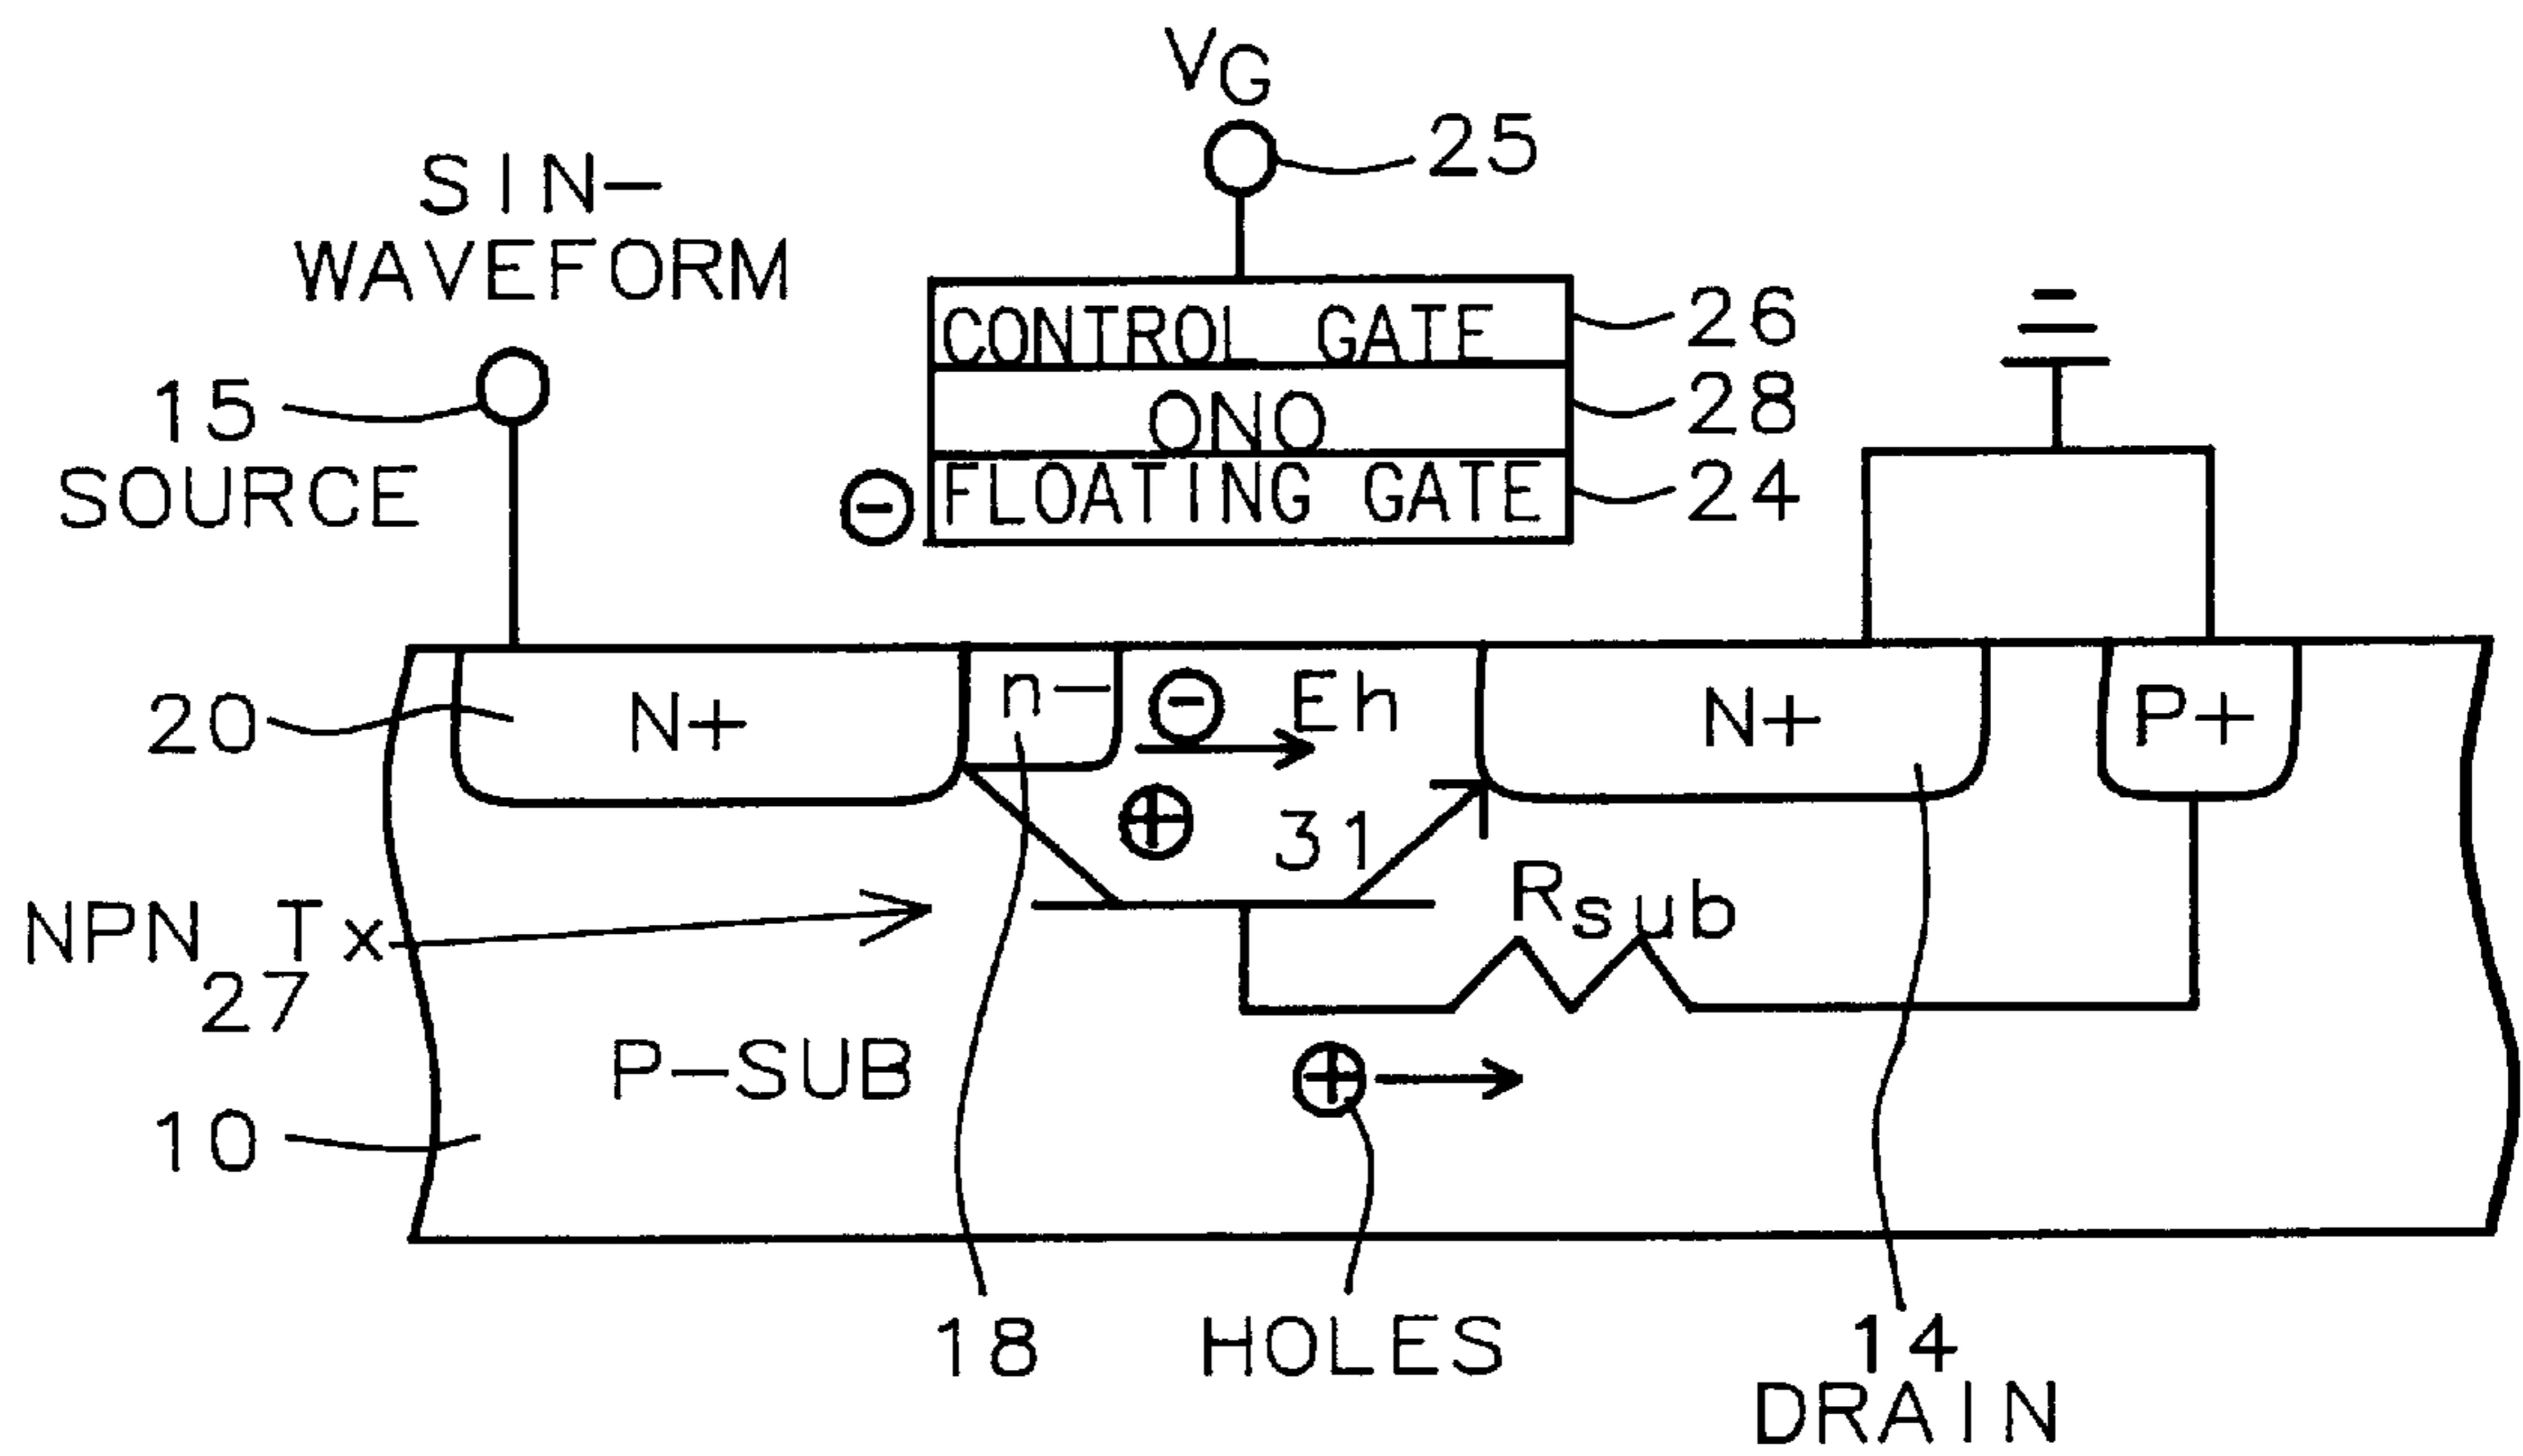 VG
25
SIN-
WAVEFORM
CONTROL GATE
26
15
SOURCE
ONO
28
FLOATING GATE
24
20
N+
n-
Eh
N+
P+
31
Rsub
NPN Tx
27
P-SUB
10
18
HOLES
14
DRAIN